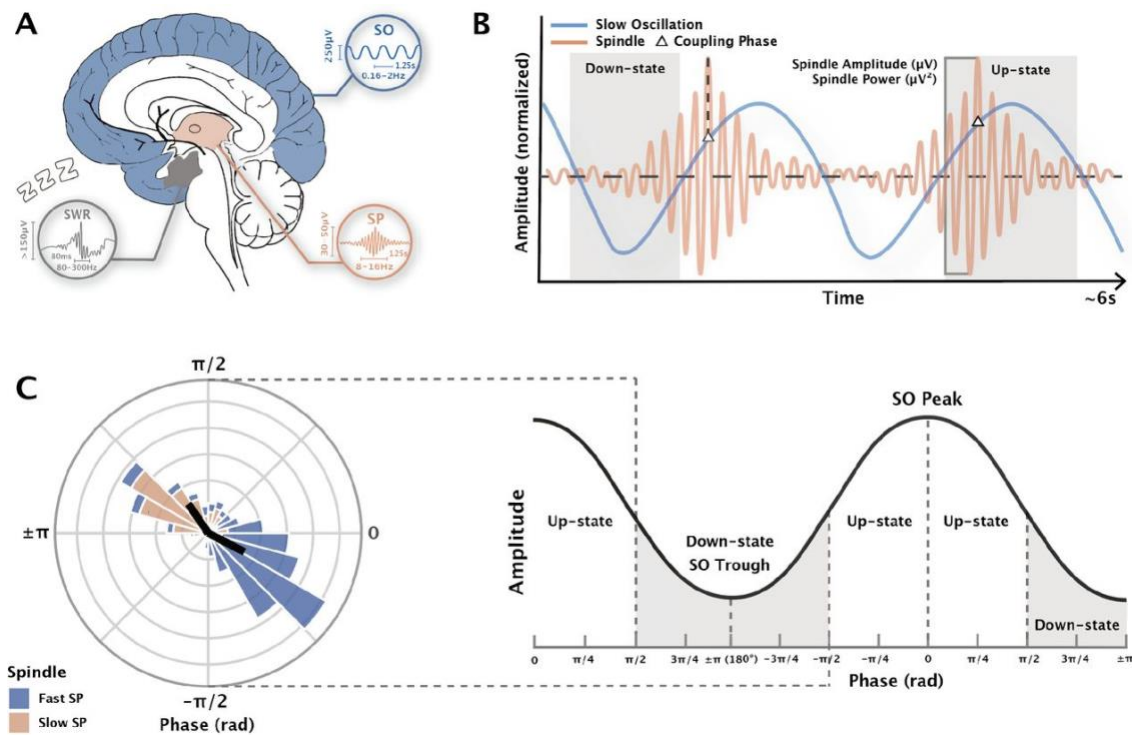 A
SO
250μV
1.25s
0.16-2Hz
ZZZ
SWR
>150μV
80ms
80-300Hz
SP
30-50μV
1.25s
8-16Hz
B
Slow Oscillation
Spindle △ Coupling Phase
Down-state
Spindle Amplitude (μV)
Spindle Power (μV²)
Up-state
Amplitude (normalized)
Time
~6s
C
π/2
±π
0
-π/2
Phase (rad)
Spindle
Fast SP
Slow SP
SO Peak
Amplitude
Up-state
Down-state
SO Trough
Up-state
Up-state
Down-state
0 π/4 π/2 3π/4 ±π (180°) -3π/4 -π/2 -π/4 0 π/4 π/2 3π/4 ±π
Phase (rad)